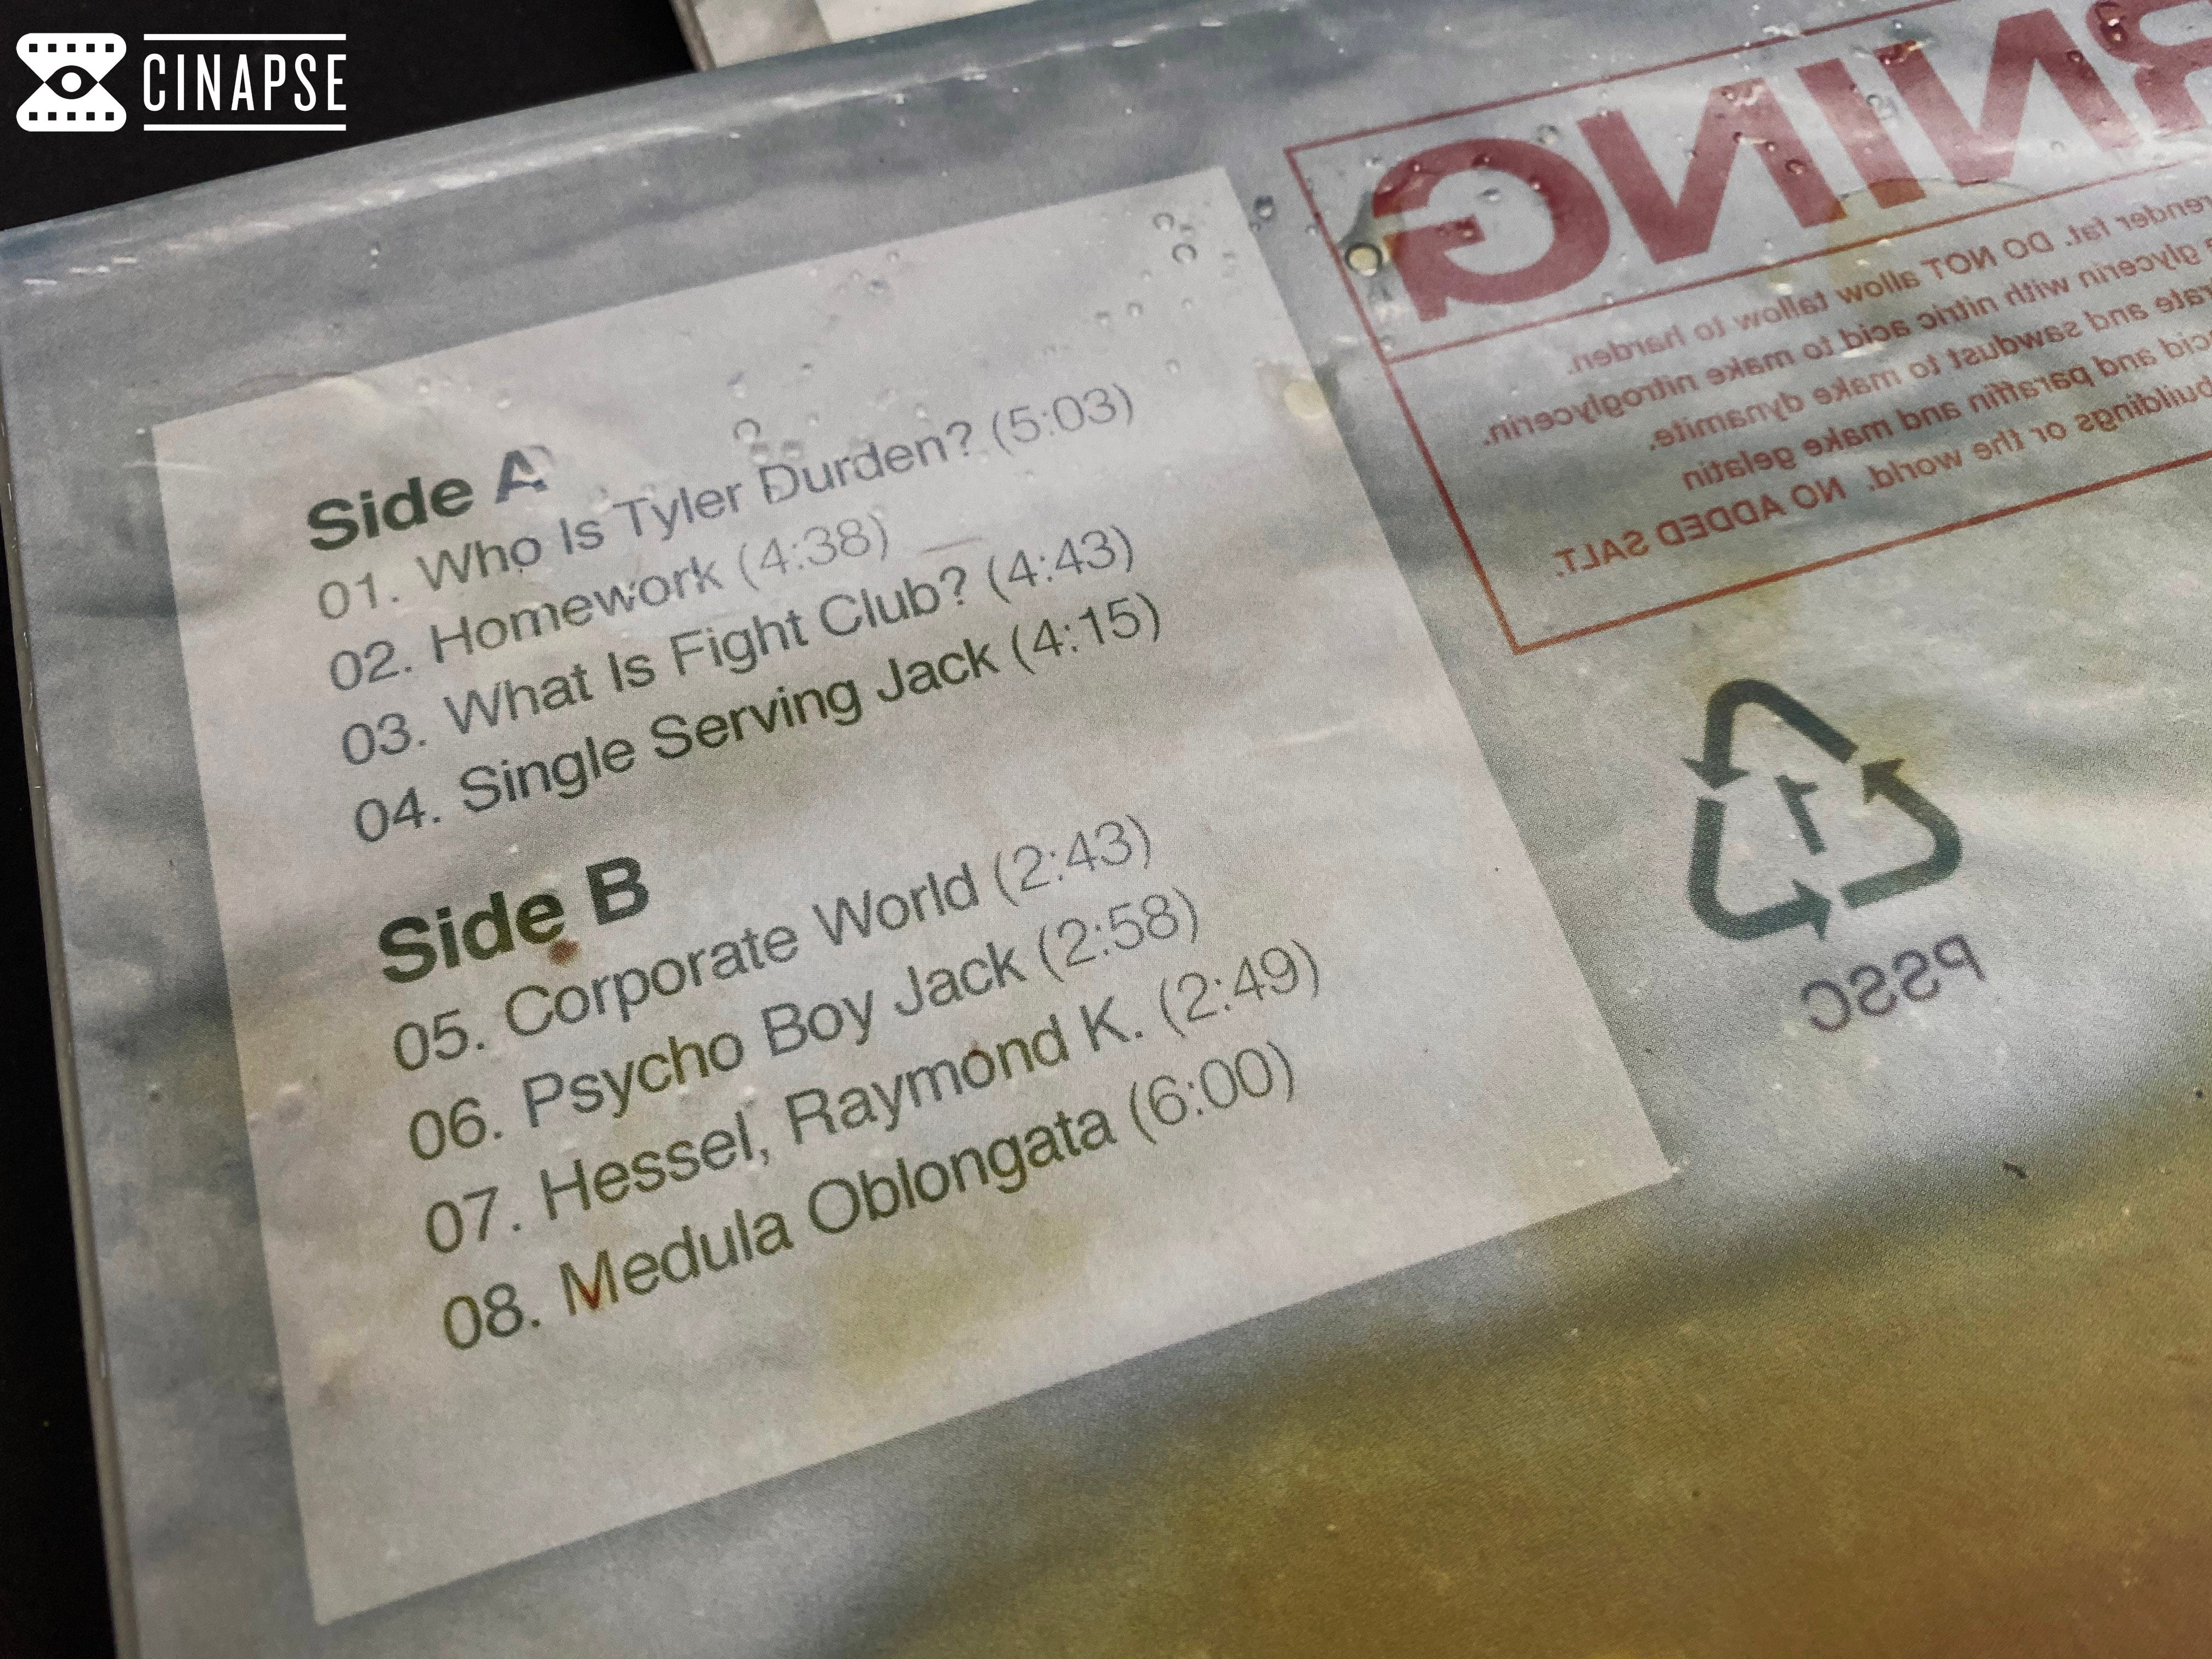 CINAPSE
Side A
01. Who Is Tyler Durden? (5:03)
02. Homework (4:38)
03. What Is Fight Club? (4:43)
04. Single Serving Jack (4:15)
Side B
05. Corporate World (2:43)
06. Psycho Boy Jack (2:58)
07. Hessel, Raymond K. (2:49)
08. Medula Oblongata (6:00)
RNING
render fat. DO NOT allow tallow to harden.
glycerin with nitric acid to make nitroglycerin.
and sawdust to make dynamite.
and paraffin and make gelatin
buildings or the world. NO ADDED SALT.
1
PSSC